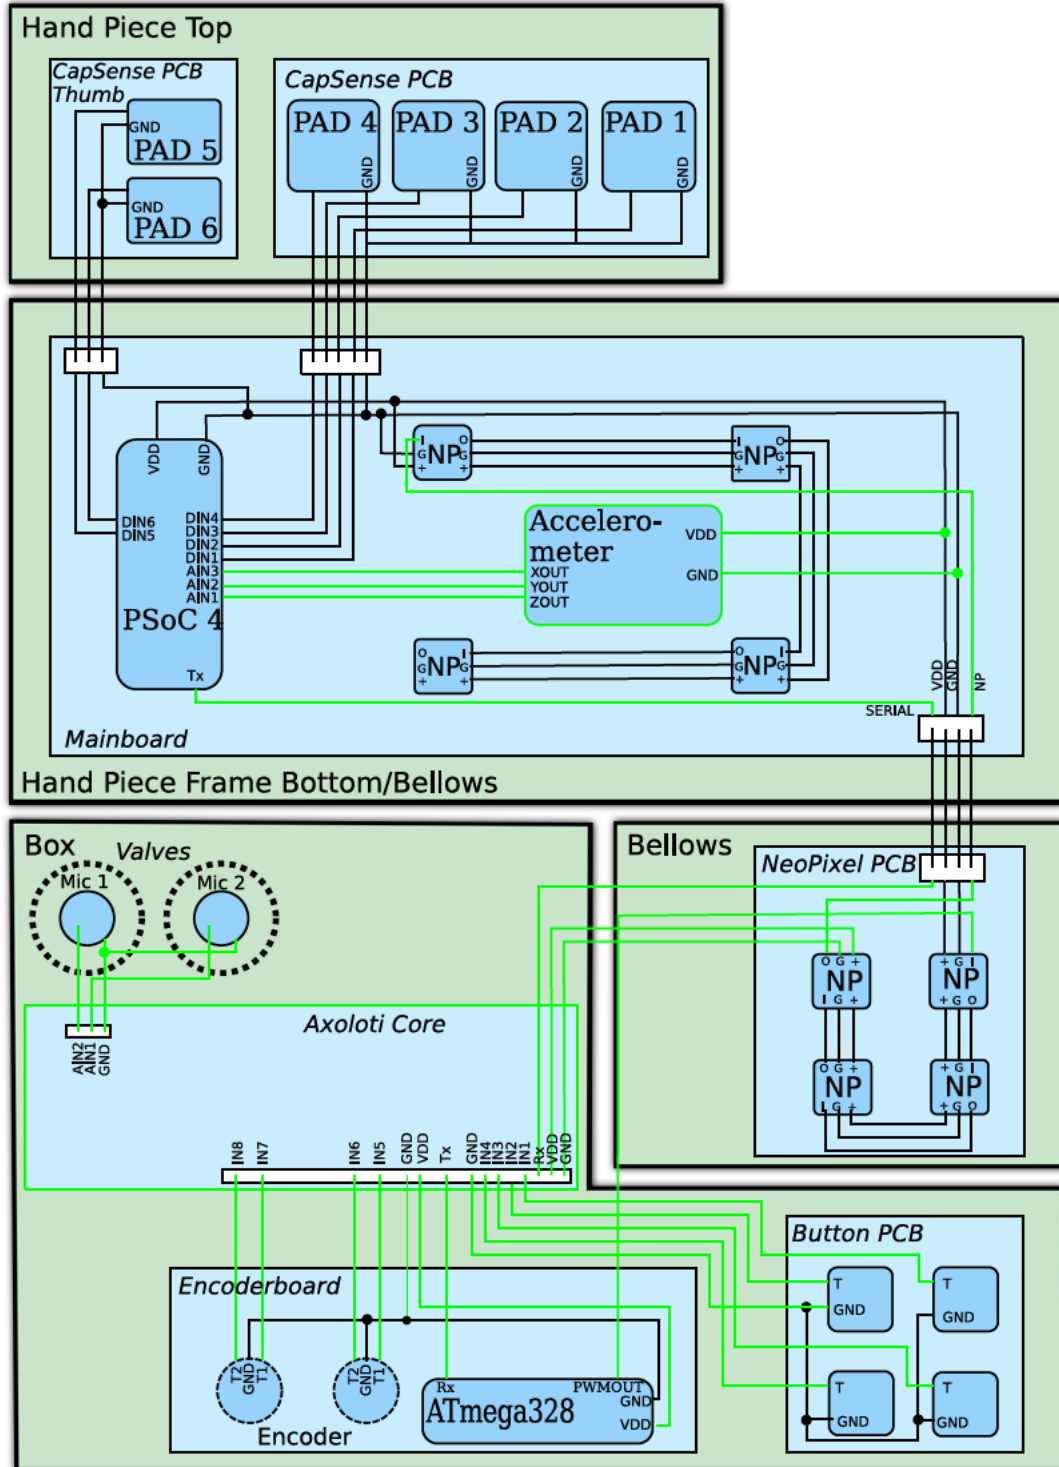 Hand Piece Top
CapSense PCB
Thumb
GND
PAD 5
GND
PAD 6
CapSense PCB
PAD 4
GND
PAD 3
GND
PAD 2
GND
PAD 1
GND
VDD
GND
DIN6
DIN5
DIN4
DIN3
DIN2
DIN1
AIN3
AIN2
AIN1
PSoC 4
Tx
I O
G NP G
+ +
I O
G NP G
+ +
Accelero-
meter
VDD
GND
XOUT
YOUT
ZOUT
O I
G NP G
+ +
O I
G NP G
+ +
VDD
GND
NP
SERIAL
Mainboard
Hand Piece Frame Bottom/Bellows
Box
Valves
Mic 1
Mic 2
Axoloti Core
AIN2
AIN1
GND
IN8
IN7
IN6
IN5
GND
VDD
Tx
GND
IN4
IN3
IN2
IN1
Rx
VDD
GND
Bellows
NeoPixel PCB
O G +
NP
I G +
+ G I
NP
+ G O
O G +
NP
I G +
+ G I
NP
+ G O
Encoderboard
T2
GND
T1
T2
GND
T1
Encoder
Rx
PWMOUT
GND
ATmega328
VDD
Button PCB
T
GND
T
GND
T
GND
T
GND